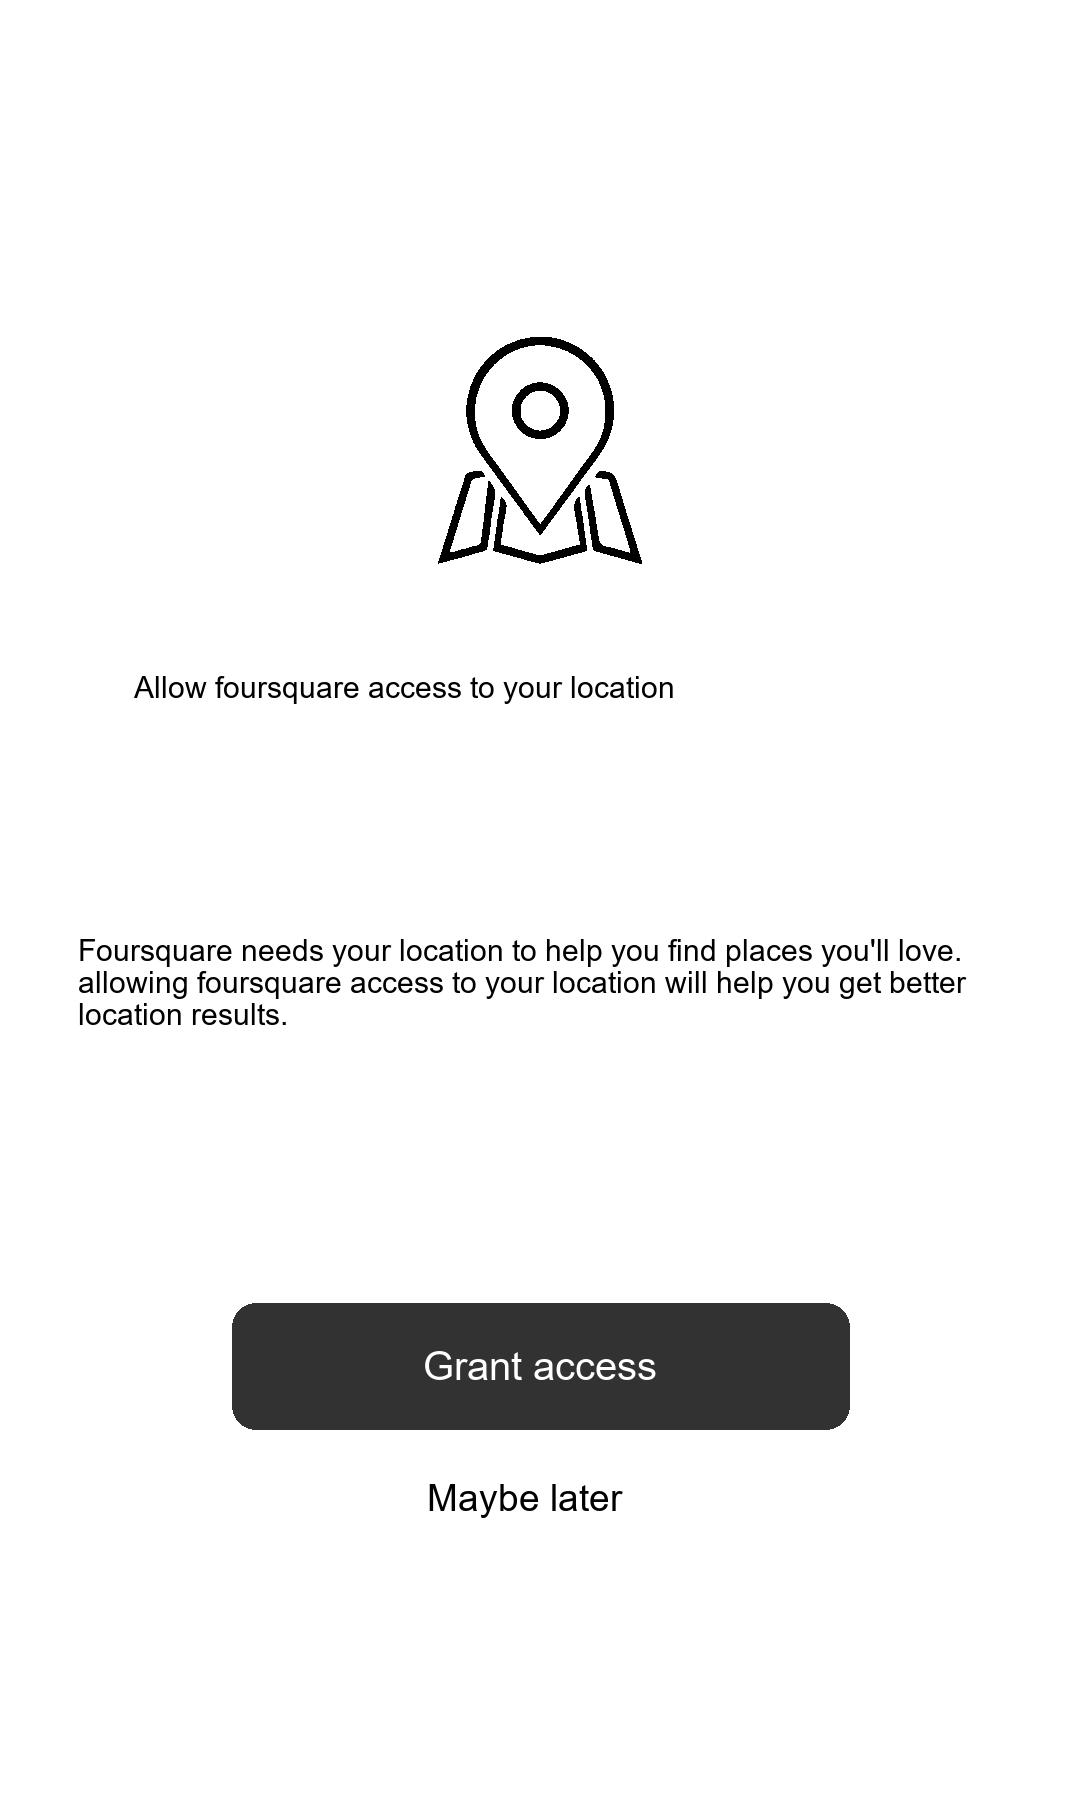 Allow foursquare access to your location
Foursquare needs your location to help you find places you'll love.
allowing foursquare access to your location will help you get better
location results.
Grant access
Maybe later